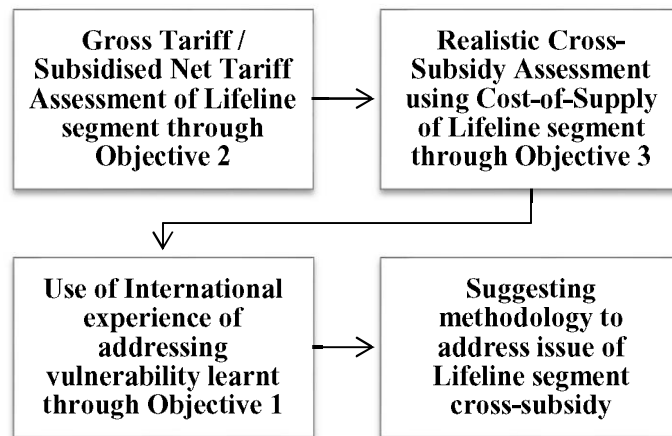 Gross Tariff /
Subsidised Net Tariff
Assessment of Lifeline
segment through
Objective 2
Realistic Cross-
Subsidy Assessment
using Cost-of-Supply
of Lifeline segment
through Objective 3
Use of International
experience of
addressing
vulnerability learnt
through Objective 1
Suggesting
methodology to
address issue of
Lifeline segment
cross-subsidy